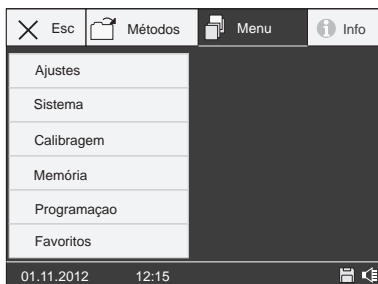 Esc Métodos Menu Info
Ajustes
Sistema
Calibragem
Memória
Programaçao
Favoritos
01.11.2012 12:15